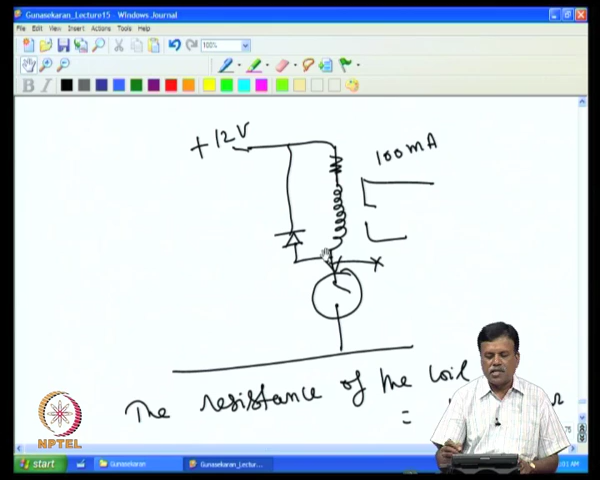 Gunasekaran_Lecture15 - Windows Journal
File Edit View Insert Actions Tools Help
100%
B I
+12V
100mA
The resistance of the coil
=
NPTEL
start Gunasekaran Gunasekaran_Lectur...